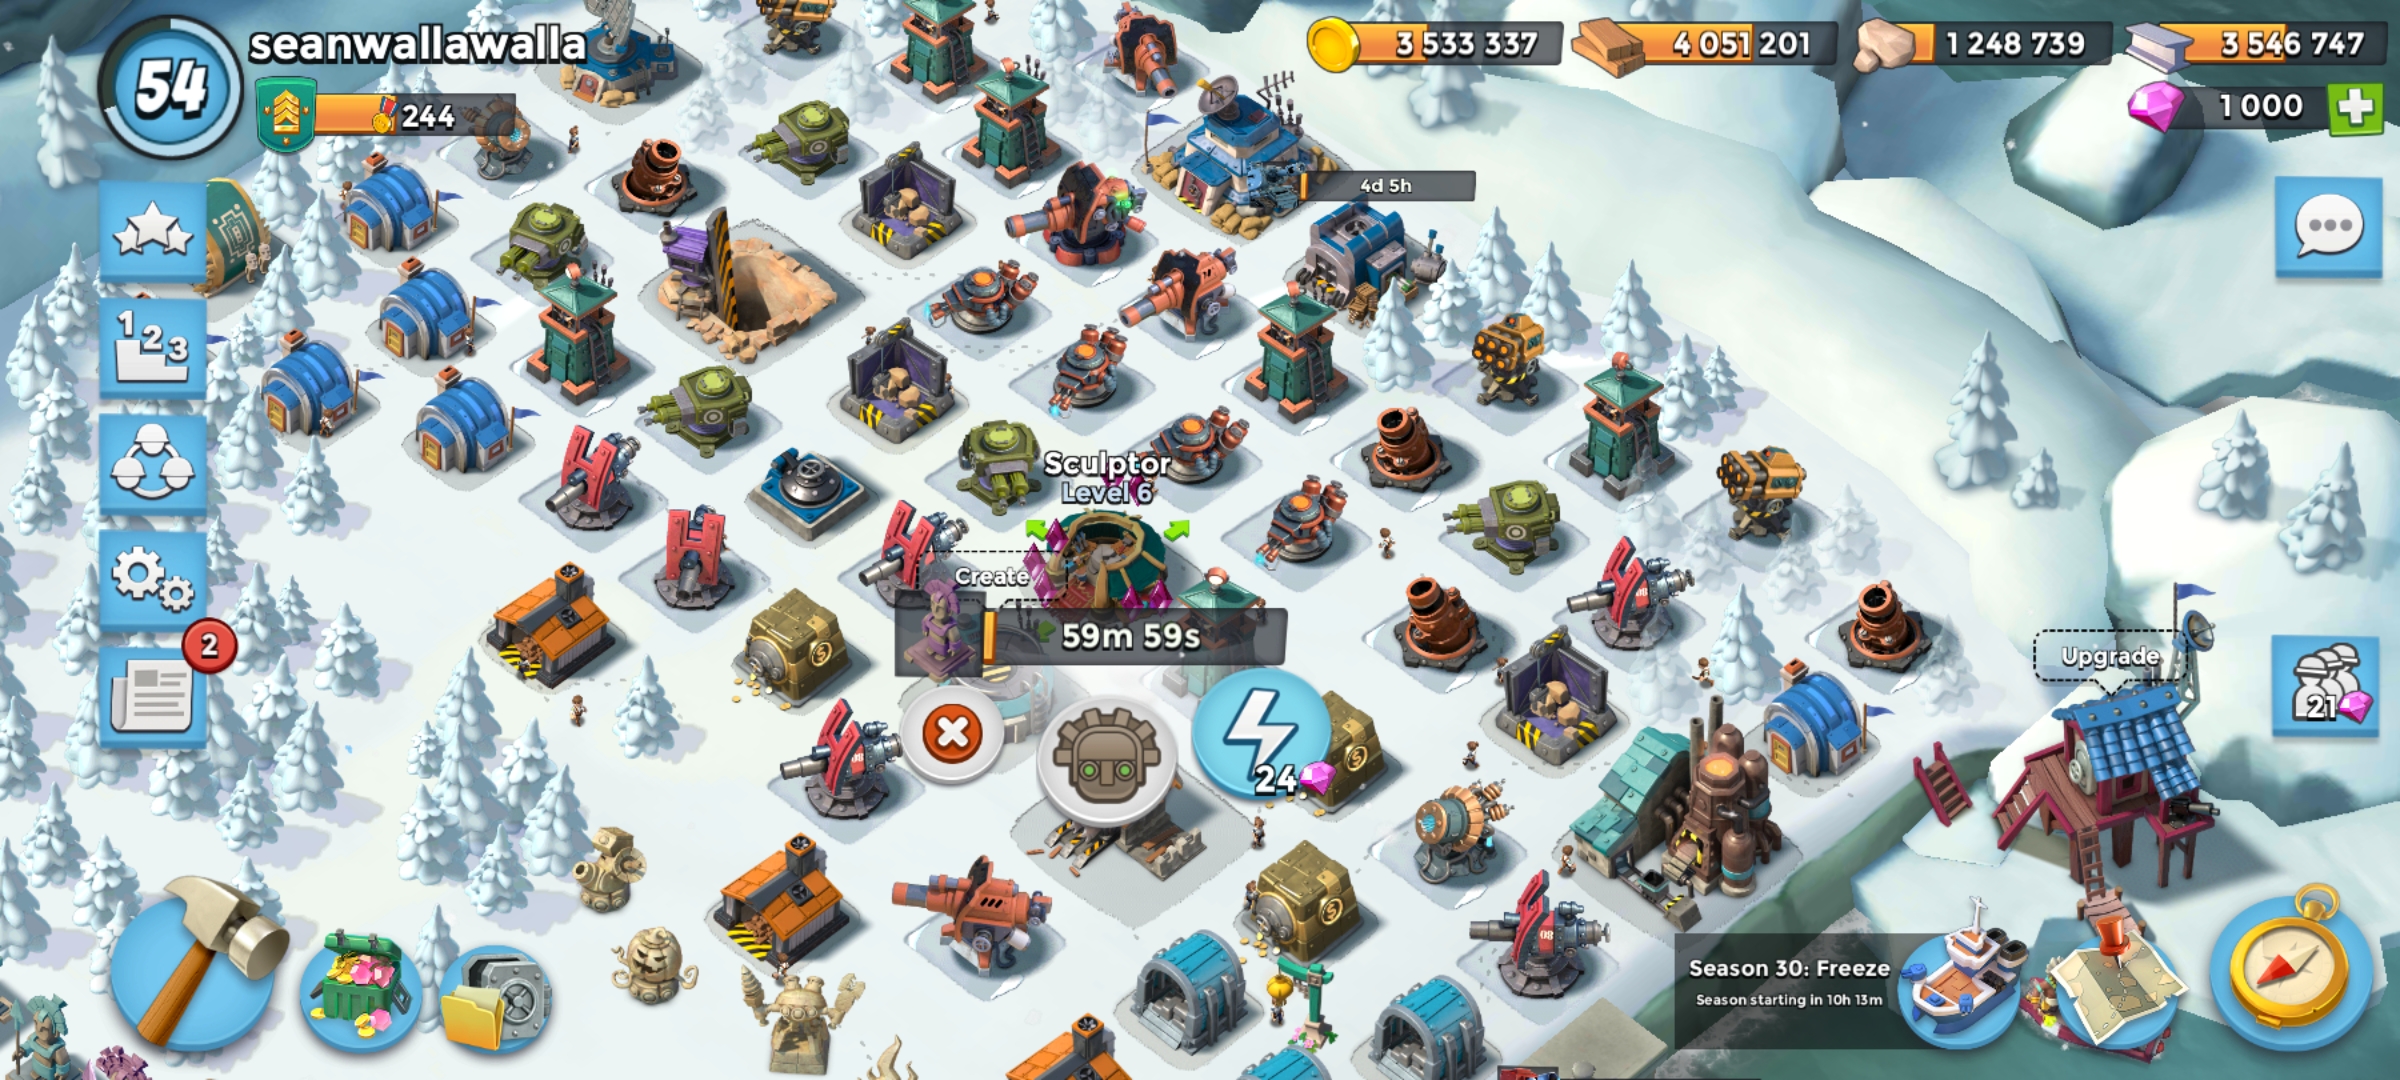 54
seanwallawalla
244
3 533 337
4 051 201
1 248 739
3 546 747
1 000
4d 5h
123
Sculptor
Level 6
Create
59m 59s
2
Upgrade
21
24
Season 30: Freeze
Season starting in 10h 13m